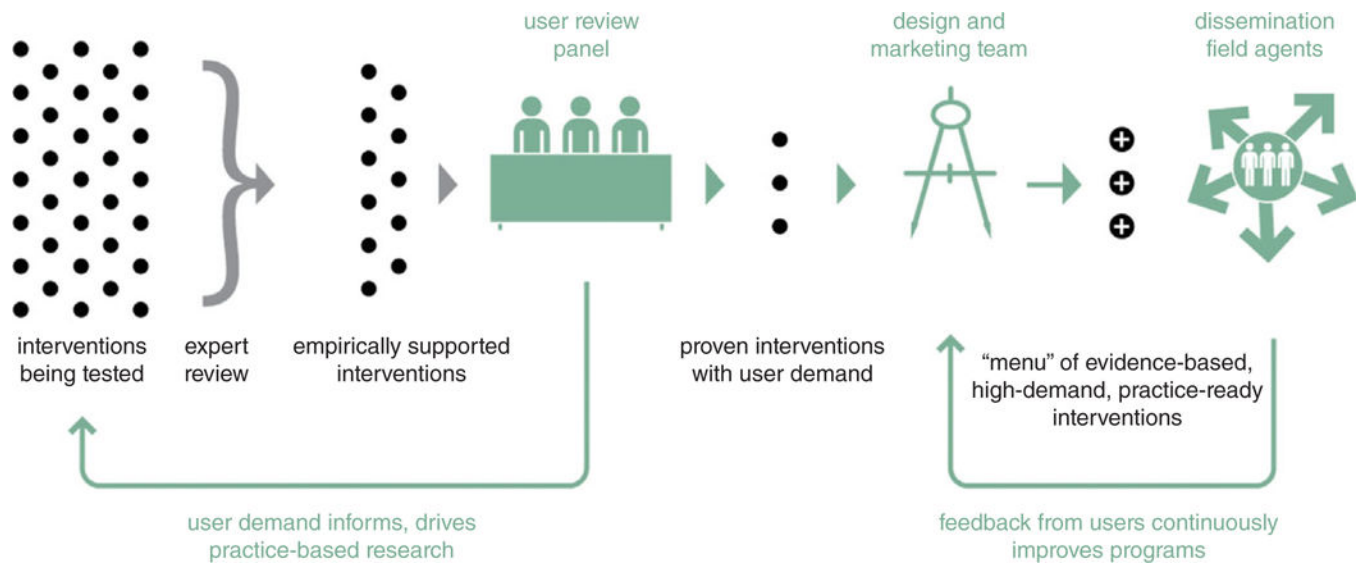 user review
panel
design and
marketing team
dissemination
field agents
interventions
being tested
expert
review
empirically supported
interventions
proven interventions
with user demand
“menu” of evidence-based,
high-demand, practice-ready
interventions
user demand informs, drives
practice-based research
feedback from users continuously
improves programs